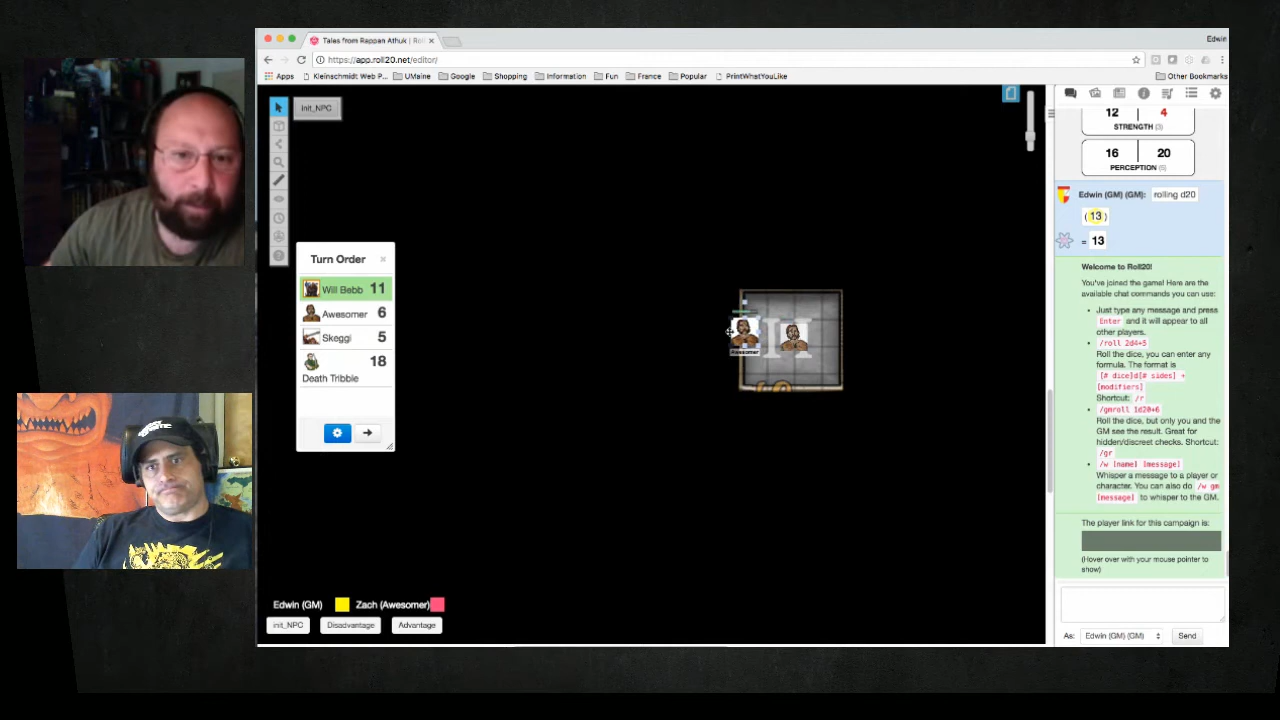 Tales from Rappan Athuk | Rol
Edwin
https://app.roll20.net/editor/
Apps
Kleinschmidt Web P...
UMaine
Google
Shopping
Information
Fun
France
Popular
PrintWhatYouLike
Other Bookmarks
init_NPC
Turn Order
Will Bebb 11
Awesomer 6
Skeggi 5
18
Death Tribble
Awesomer
12 4
STRENGTH (3)
16 20
PERCEPTION (5)
Edwin (GM) (GM): rolling d20
(13)
= 13
Welcome to Roll20!
You've joined the game! Here are the
available chat commands you can use:
Just type any message and press
Enter and it will appear to all
other players.
/roll 2d4+5
Roll the dice, you can enter any
formula. The format is
[# dice]d[# sides] +
[modifiers]
Shortcut: /r
/gmroll 1d20+6
Roll the dice, but only you and the
GM see the result. Great for
hidden/discreet checks. Shortcut:
/gr
/w [name] [message]
Whisper a message to a player or
character. You can also do /w gm
[message] to whisper to the GM.
The player link for this campaign is:
(Hover over with your mouse pointer to
show)
Edwin (GM)
Zach (Awesomer)
init_NPC
Disadvantage
Advantage
As: Edwin (GM) (GM)
Send